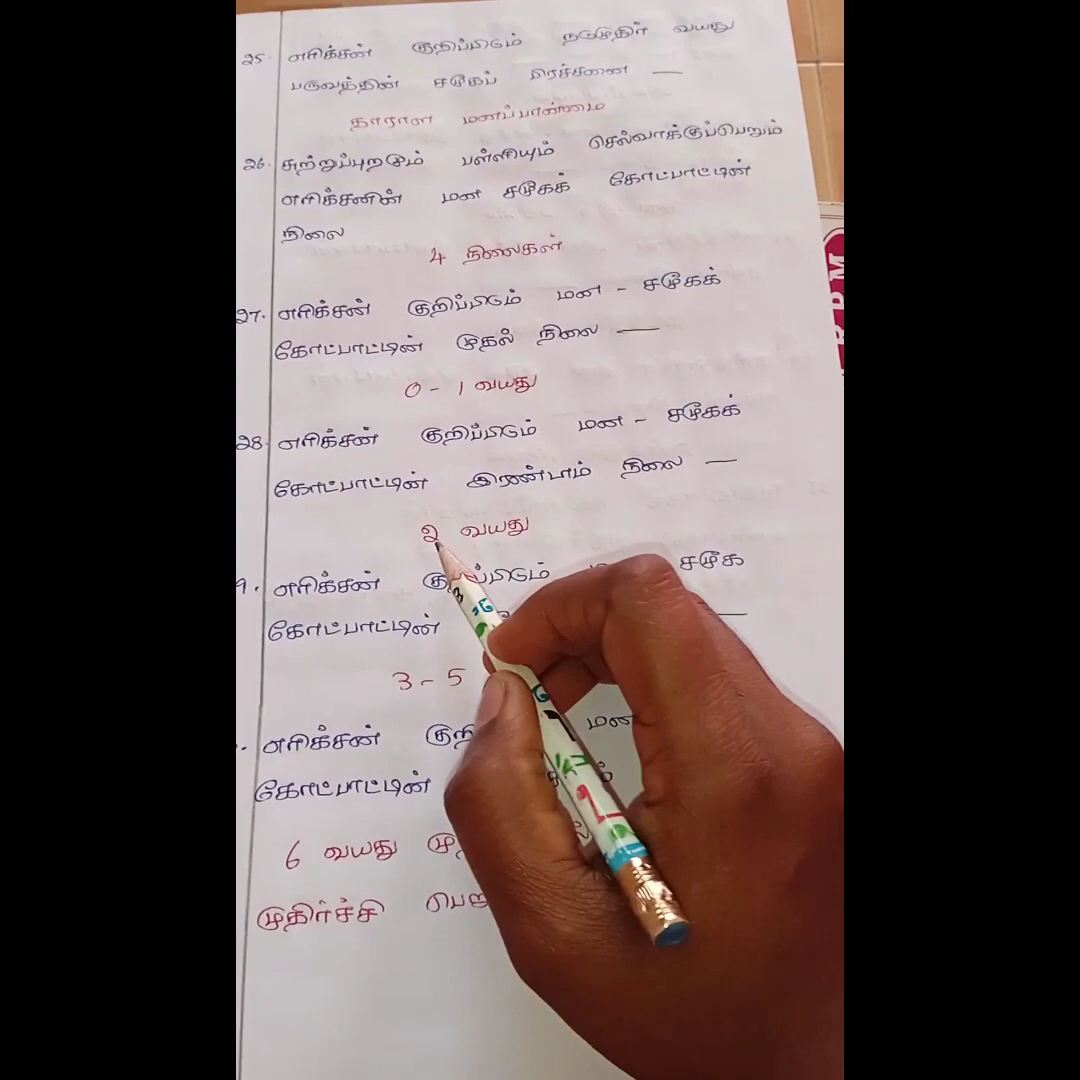 25. எரிக்சன் குறிப்பிடும் நடுமுதிர் வயது
பருவத்தின் சமூகப் பிரச்சனை —
தாராள மனப்பான்மை
26. சுற்றுப்புறமும் பள்ளியும் செல்வாக்குப்பெறும்
எரிக்சனின் மன சமூகக் கோட்பாட்டின்
நிலை
4 நிலைகள்
27. எரிக்சன் குறிப்பிடும் மன - சமூகக்
கோட்பாட்டின் முதல் நிலை —
0 - 1 வயது
28. எரிக்சன் குறிப்பிடும் மன - சமூகக்
கோட்பாட்டின் இரண்டாம் நிலை —
2 வயது
9. எரிக்சன் குறிப்பிடும் சமூக
கோட்பாட்டின் —
3 - 5
எரிக்சன் மன
கோட்பாட்டின்
6 வயது
முதிர்ச்சி